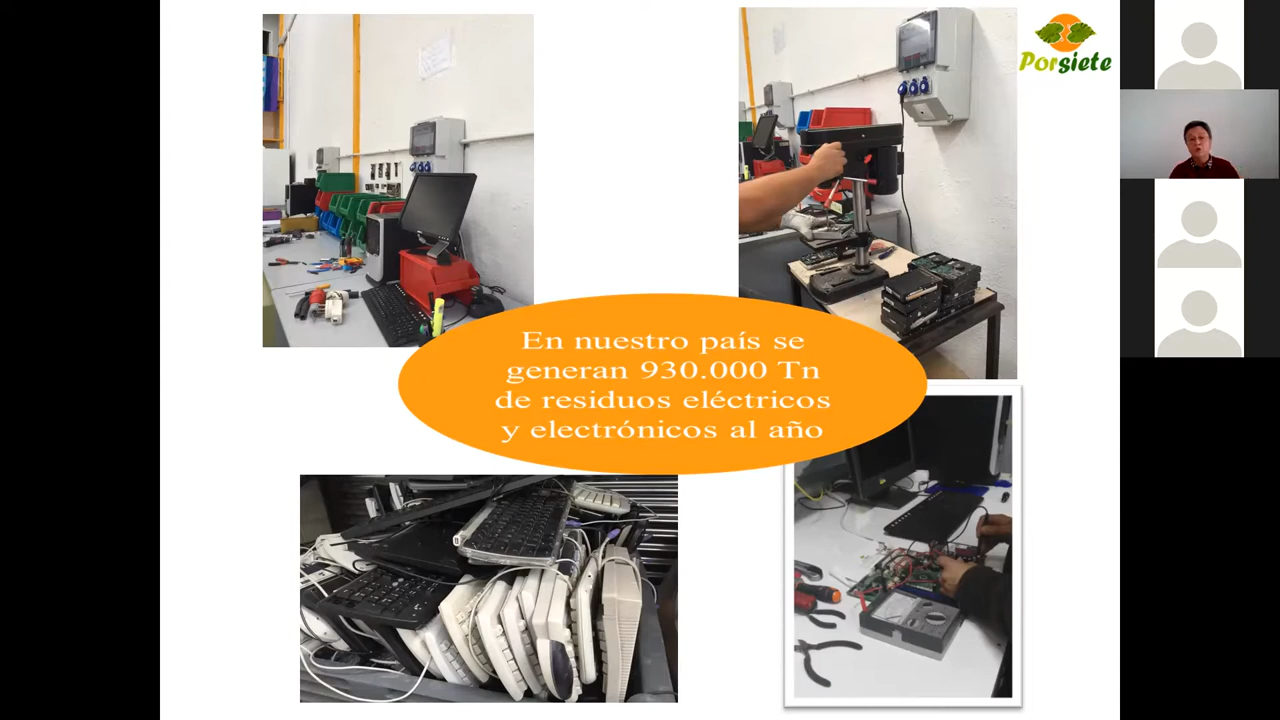 Porsiete
En nuestro país se
generan 930.000 Tn
de residuos eléctricos
y electrónicos al año